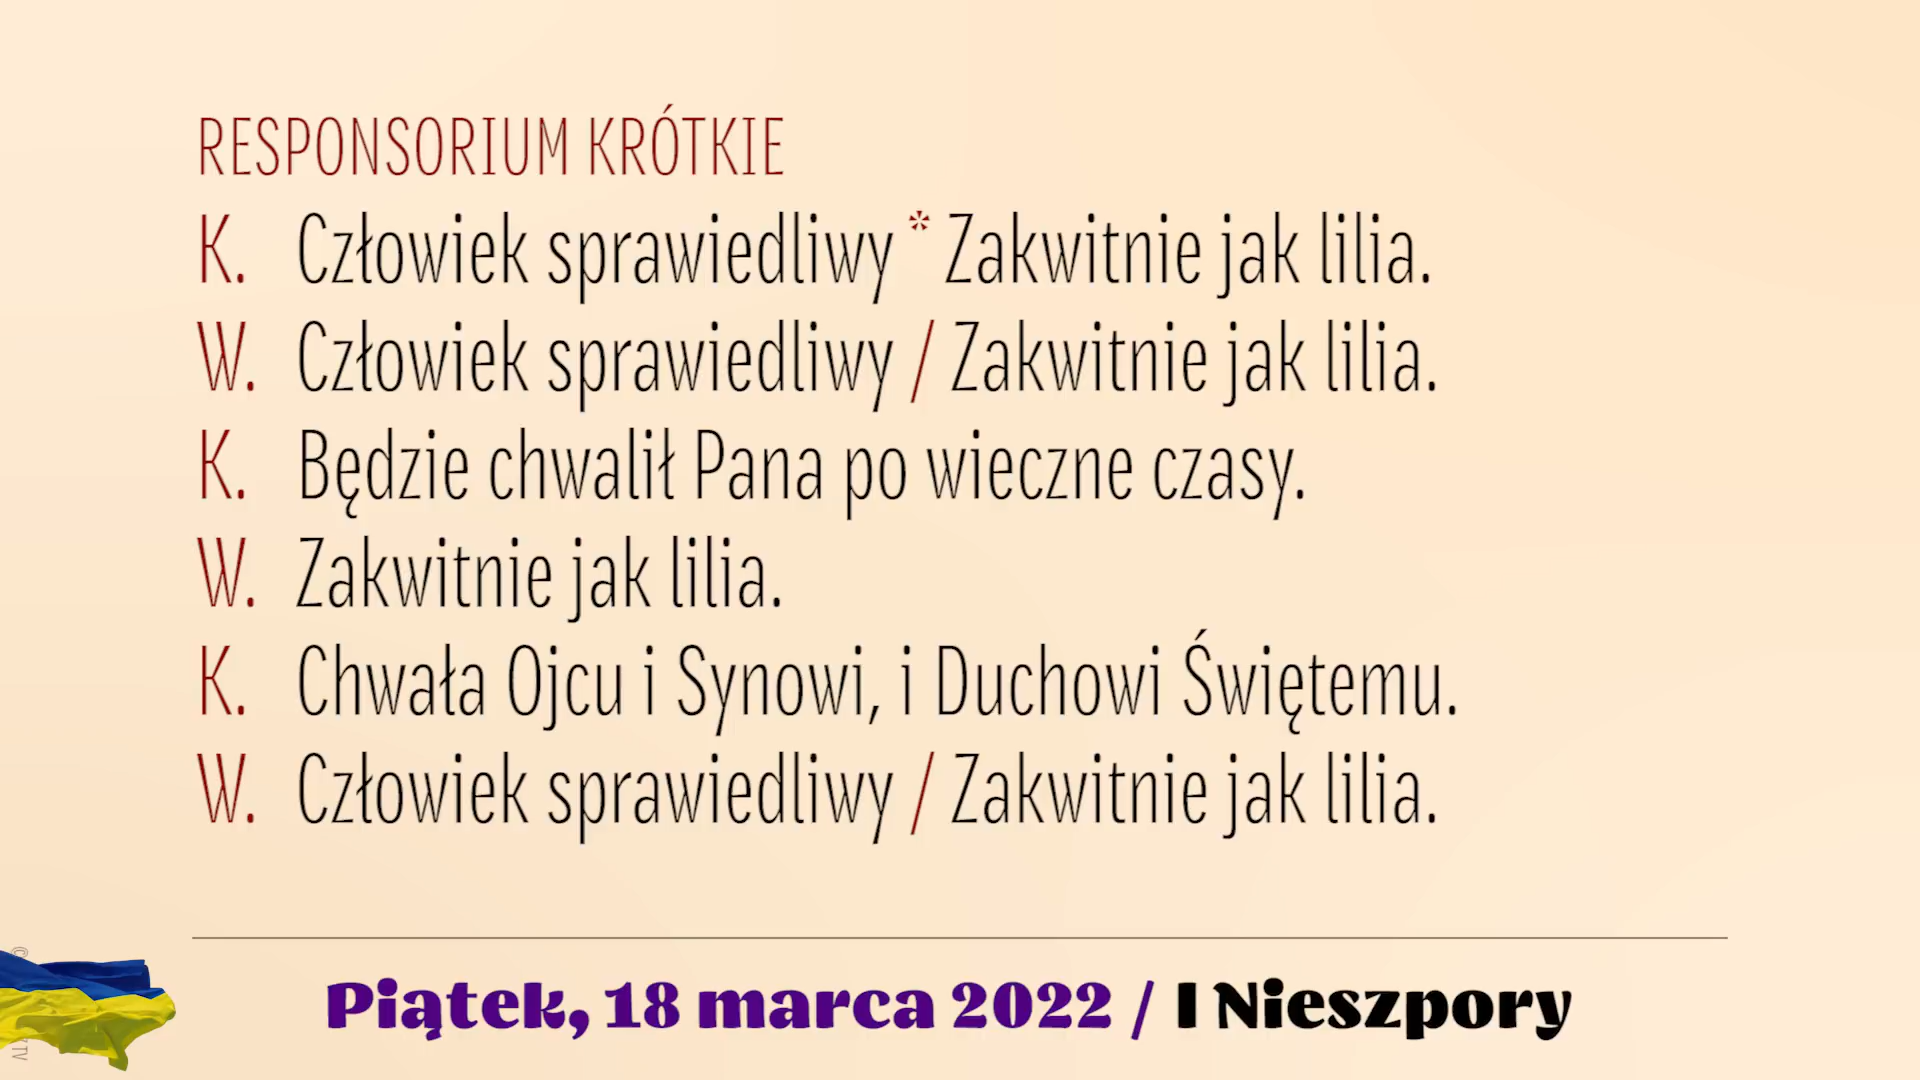 RESPONSORIUM KRÓTKIE
K. Człowiek sprawiedliwy * Zakwitnie jak lilia.
W. Człowiek sprawiedliwy / Zakwitnie jak lilia.
K. Będzie chwalił Pana po wieczne czasy.
W. Zakwitnie jak lilia.
K. Chwała Ojcu i Synowi, i Duchowi Świętemu.
W. Człowiek sprawiedliwy / Zakwitnie jak lilia.
Piątek, 18 marca 2022 / I Nieszpory